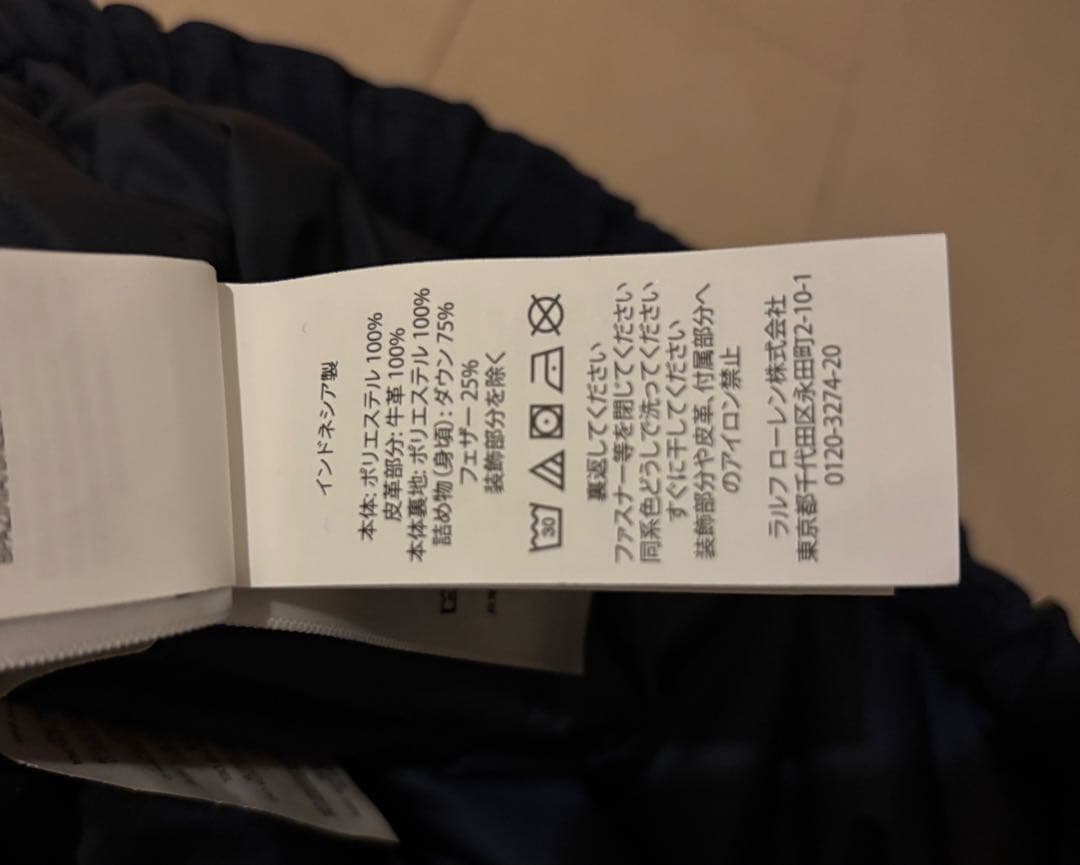 インドネシア製
本体: ポリエステル 100%
皮革部分: 牛革 100%
本体裏地: ポリエステル 100%
詰め物(身頃): ダウン 75%
フェザー 25%
装飾部分を除く
30
裏返してください
ファスナー等を閉じてください
同系色どうしで洗ってください
すぐに干してください
装飾部分や皮革、付属部分へ
のアイロン禁止
ラルフ ローレン株式会社
東京都千代田区永田町2-10-1
0120-3274-20